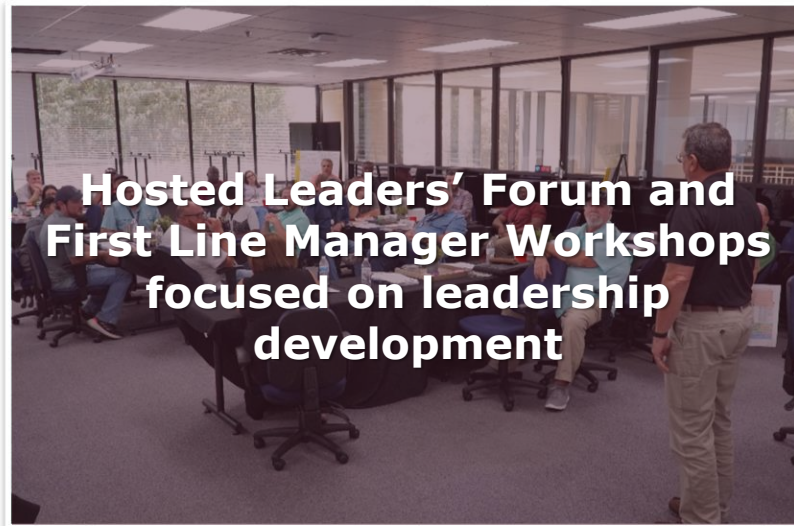 Hosted Leaders’ Forum and
First Line Manager Workshops
focused on leadership
development